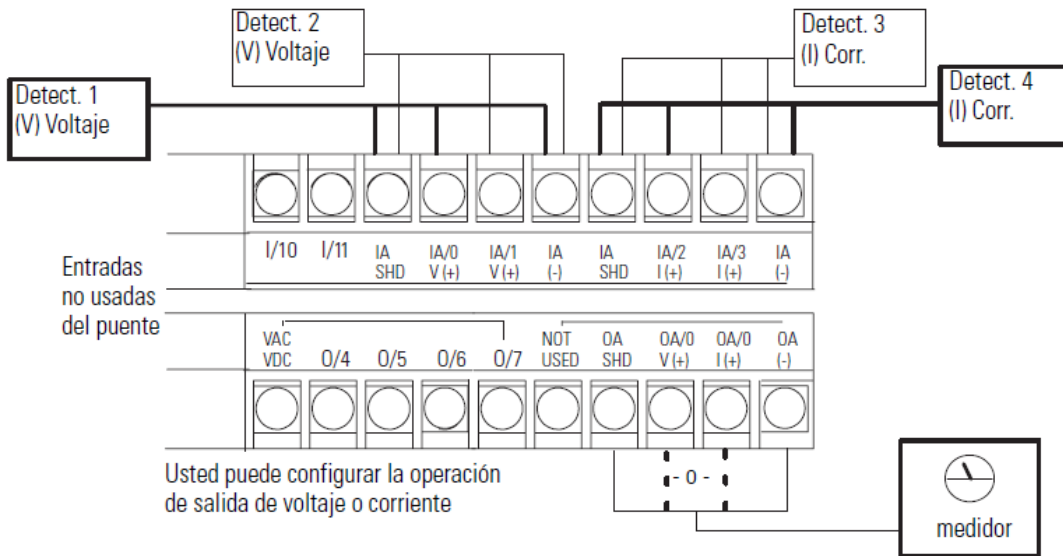 Detect. 1
(V) Voltaje
Detect. 2
(V) Voltaje
Detect. 3
(I) Corr.
Detect. 4
(I) Corr.
I/10 I/11 IA SHD IA/0 V (+) IA/1 V (+) IA (-) IA SHD IA/2 I (+) IA/3 I (+) IA (-)
Entradas
no usadas
del puente
VAC VDC O/4 O/5 O/6 O/7 NOT USED OA SHD OA/0 V (+) OA/0 I (+) OA (-)
Usted puede configurar la operación
de salida de voltaje o corriente
- o -
medidor